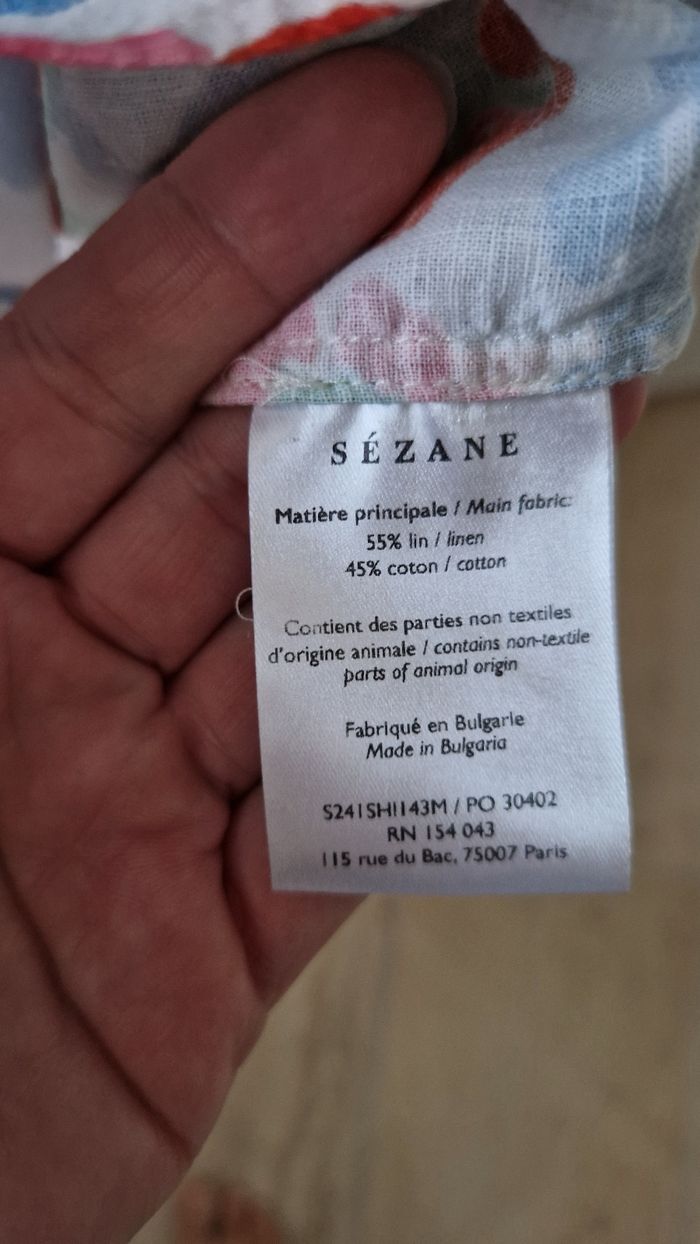 SÉZANE
Matière principale / Main fabric:
55% lin / linen
45% coton / cotton
Contient des parties non textiles
d'origine animale / contains non-textile
parts of animal origin
Fabriqué en Bulgarie
Made in Bulgaria
S241SHI143M / PO 30402
RN 154 043
115 rue du Bac, 75007 Paris